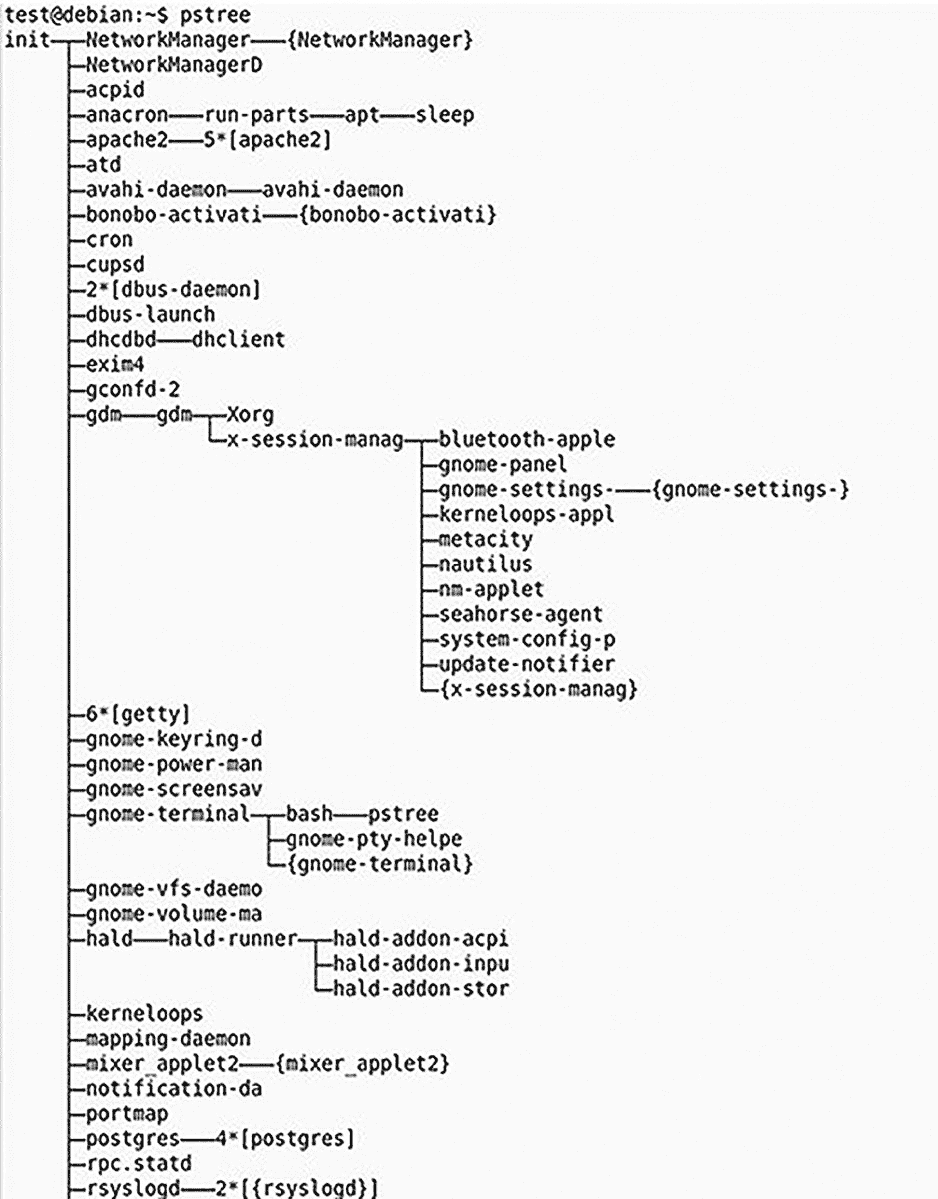 test@debian:~$ pstree
init─┬─NetworkManager───{NetworkManager}
     ├─NetworkManagerD
     ├─acpid
     ├─anacron───run-parts───apt───sleep
     ├─apache2───5*[apache2]
     ├─atd
     ├─avahi-daemon───avahi-daemon
     ├─bonobo-activati───{bonobo-activati}
     ├─cron
     ├─cupsd
     ├─2*[dbus-daemon]
     ├─dbus-launch
     ├─dhcdbd───dhclient
     ├─exim4
     ├─gconfd-2
     ├─gdm───gdm─┬─Xorg
     │           └─x-session-manag─┬─bluetooth-apple
     │                             ├─gnome-panel
     │                             ├─gnome-settings-───{gnome-settings-}
     │                             ├─kerneloops-appl
     │                             ├─metacity
     │                             ├─nautilus
     │                             ├─nm-applet
     │                             ├─seahorse-agent
     │                             ├─system-config-p
     │                             ├─update-notifier
     │                             └─{x-session-manag}
     ├─6*[getty]
     ├─gnome-keyring-d
     ├─gnome-power-man
     ├─gnome-screensav
     ├─gnome-terminal─┬─bash───pstree
     │                ├─gnome-pty-helpe
     │                └─{gnome-terminal}
     ├─gnome-vfs-daemo
     ├─gnome-volume-ma
     ├─hald───hald-runner─┬─hald-addon-acpi
     │                    ├─hald-addon-inpu
     │                    └─hald-addon-stor
     ├─kerneloops
     ├─mapping-daemon
     ├─mixer_applet2───{mixer_applet2}
     ├─notification-da
     ├─portmap
     ├─postgres───4*[postgres]
     ├─rpc.statd
     ├─rsyslogd───2*[{rsyslogd}]